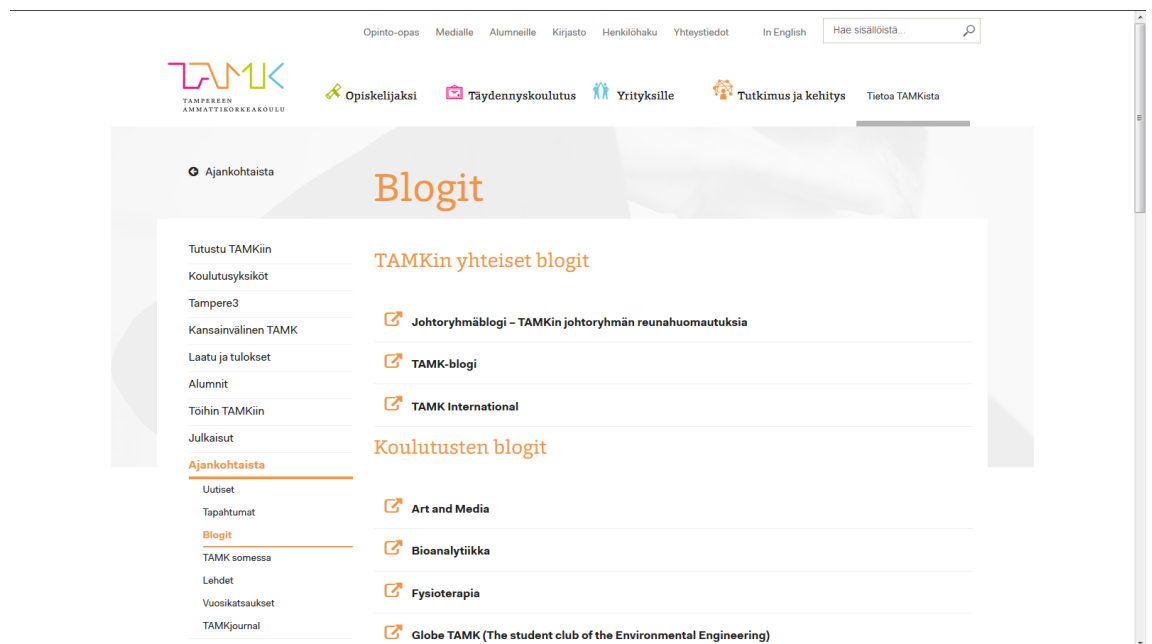 Opinto-opas Medialle Alumneille Kirjasto Henkilöhaku Yhteystiedot In English Hae sisällöistä...
TAMK
TAMPEREEN
AMMATTIKORKEAKOULU
Opiskelijaksi Täydennyskoulutus Yrityksille Tutkimus ja kehitys Tietoa TAMKista
Ajankohtaista
Blogit
Tutustu TAMKiin
Koulutusyksiköt
Tampere3
Kansainvälinen TAMK
Laatu ja tulokset
Alumnit
Töihin TAMKiin
Julkaisut
Ajankohtaista
Uutiset
Tapahtumat
Blogit
TAMK somessa
Lehdet
Vuosikatsaukset
TAMKjournal
TAMKin yhteiset blogit
Johtoryhmäblogi – TAMKin johtoryhmän reunahuomautuksia
TAMK-blogi
TAMK International
Koulutusten blogit
Art and Media
Bioanalytiikka
Fysioterapia
Globe TAMK (The student club of the Environmental Engineering)